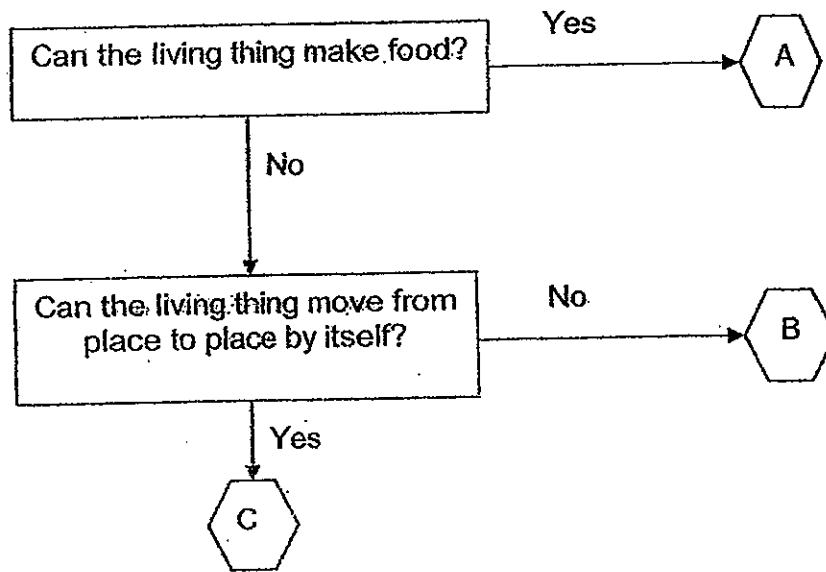 Can the living thing make food?
Yes
A
No
Can the living thing move from
place to place by itself?
No
B
Yes
C